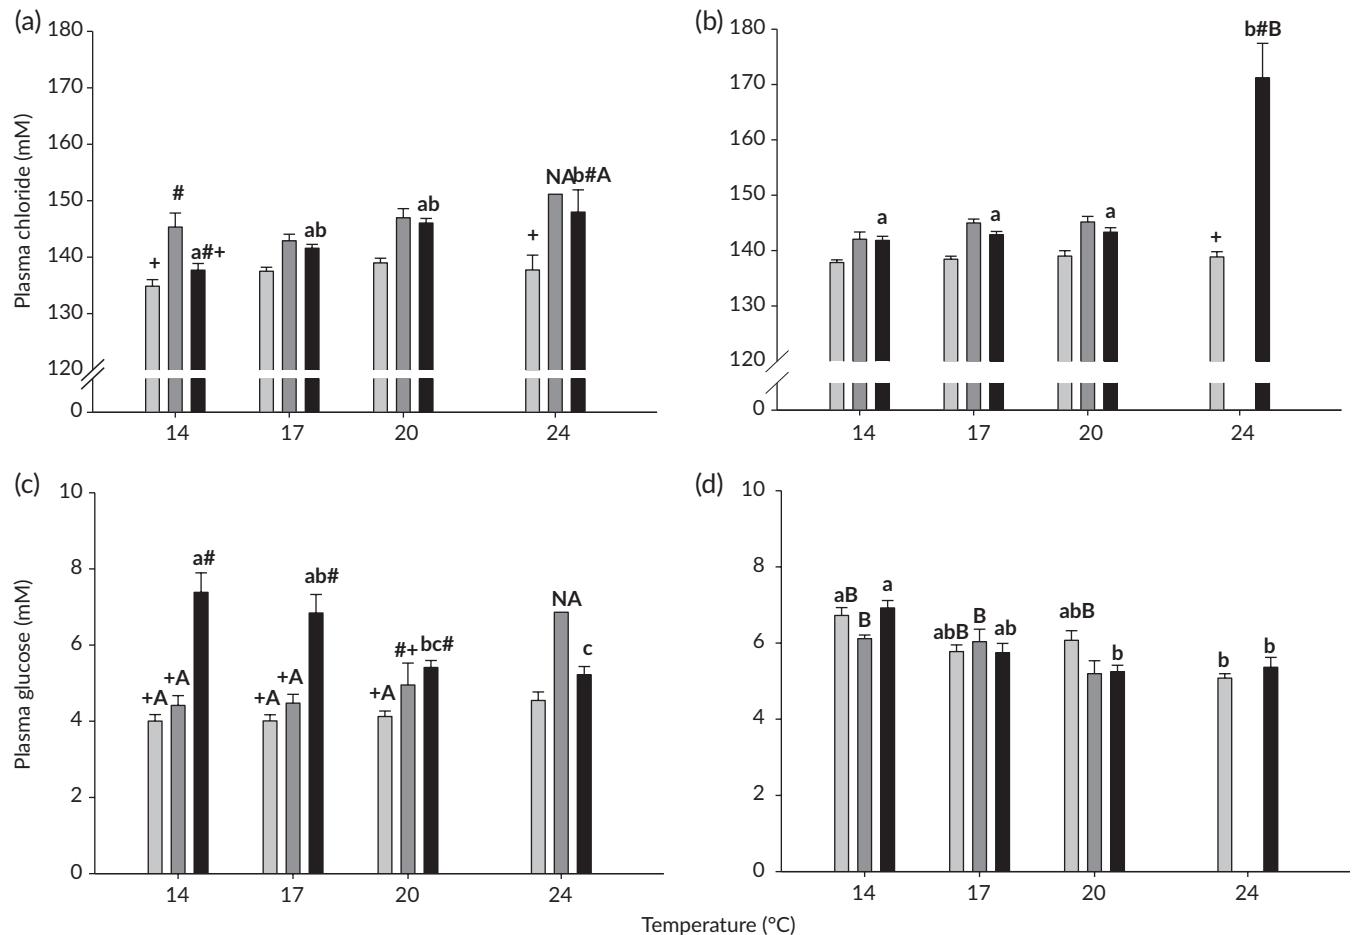 (a)
180
170
160
150
140
130
120
0
Plasma chloride (mM)
+
#
a#+
ab
ab
+
NA
b#A
14
17
20
24
(b)
180
170
160
150
140
130
120
0
a
a
a
+
b#B
14
17
20
24
(c)
10
8
6
4
2
0
Plasma glucose (mM)
+A
+A
a#
+A
+A
ab#
+A
#+
bc#
NA
c
14
17
20
24
(d)
10
8
6
4
2
0
aB
B
a
abB
B
ab
abB
b
b
b
14
17
20
24
Temperature (°C)